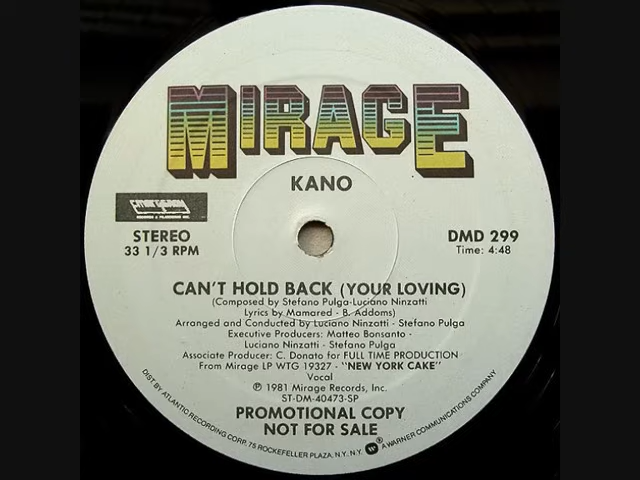 MIRAGE
KANO
EMERGENCY
STEREO
33 1/3 RPM
DMD 299
Time: 4:48
CAN'T HOLD BACK (YOUR LOVING)
(Composed by Stefano Pulga-Luciano Ninzatti
Lyrics by Mamared - B. Addoms)
Arranged and Conducted by Luciano Ninzatti - Stefano Pulga
Executive Producers: Matteo Bonsanto -
Luciano Ninzatti - Stefano Pulga
Associate Producer: C. Donato for FULL TIME PRODUCTION
From Mirage LP WTG 19327 - "NEW YORK CAKE"
Vocal
℗ 1981 Mirage Records, Inc.
ST-DM-40473-SP
PROMOTIONAL COPY
NOT FOR SALE
DIST BY ATLANTIC RECORDING CORP. 75 ROCKEFELLER PLAZA, N.Y. N.Y. W ® A WARNER COMMUNICATIONS COMPANY